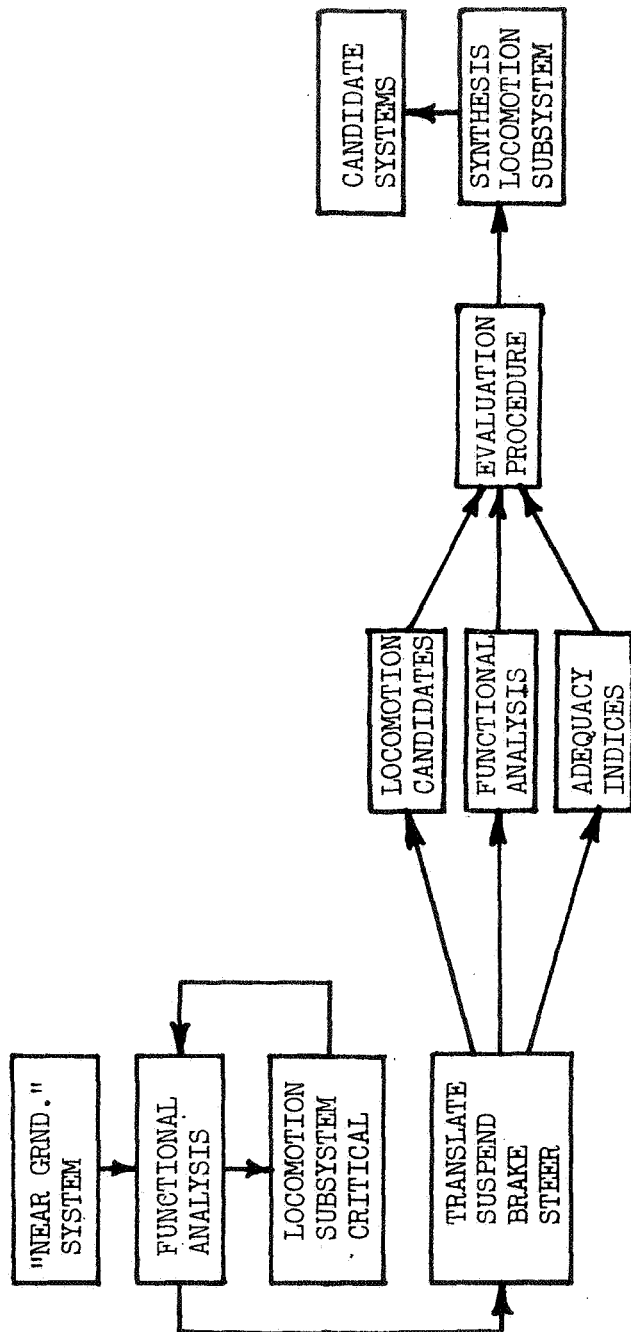 "NEAR GRND."
SYSTEM
FUNCTIONAL
ANALYSIS
LOCOMOTION
SUBSYSTEM
CRITICAL
TRANSLATE
SUSPEND
BRAKE
STEER
LOCOMOTION
CANDIDATES
FUNCTIONAL
ANALYSIS
ADEQUACY
INDICES
EVALUATION
PROCEDURE
CANDIDATE
SYSTEMS
SYNTHESIS
LOCOMOTION
SUBSYSTEM